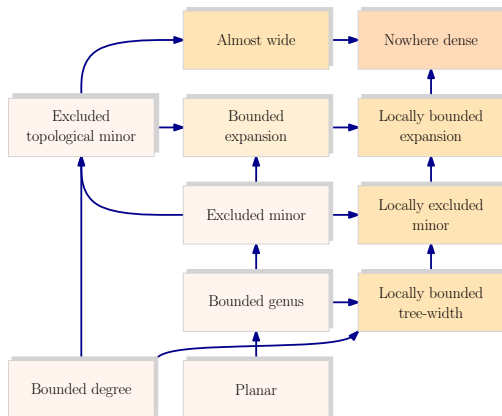 Almost wide
Nowhere dense
Excluded
topological minor
Bounded
expansion
Locally bounded
expansion
Excluded minor
Locally excluded
minor
Bounded genus
Locally bounded
tree-width
Bounded degree
Planar